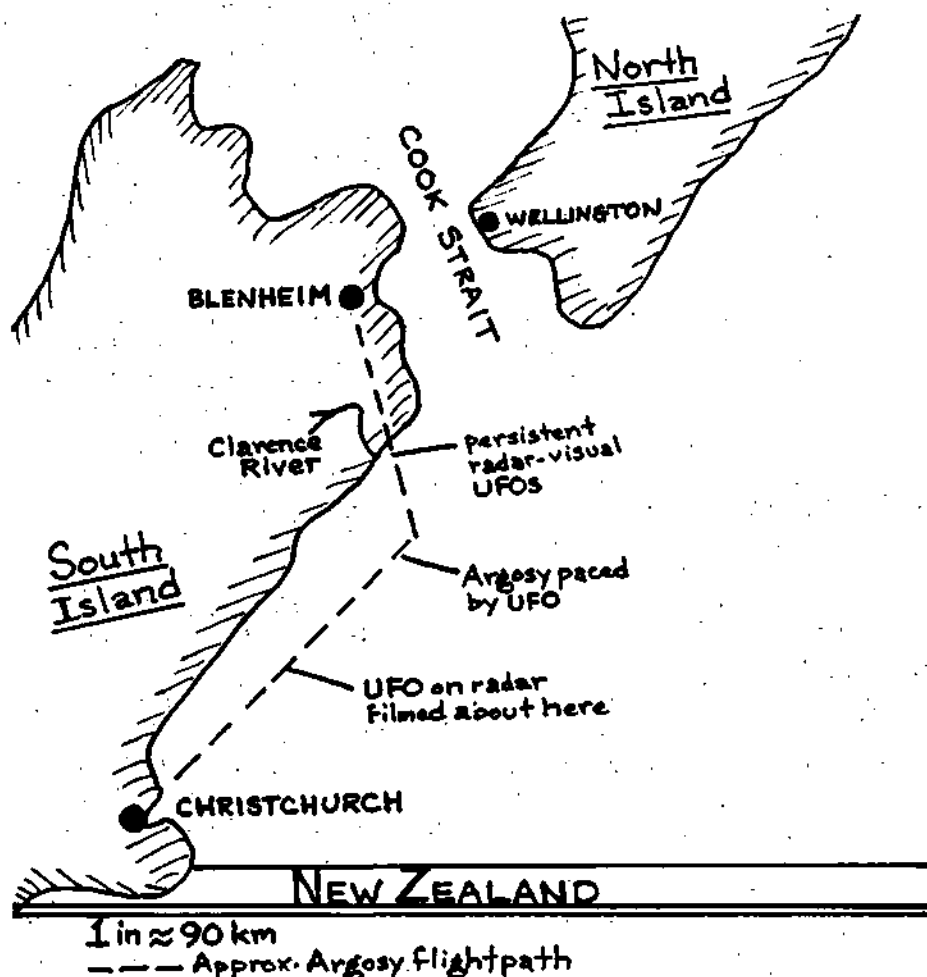 North
Island
COOK STRAIT
WELLINGTON
BLENHEIM
Clarence
River
persistent
radar-visual
UFOs
South
Island
Argosy paced
by UFO
UFO on radar
filmed about here
CHRISTCHURCH
NEW ZEALAND
1 in ≈ 90 km
--- Approx. Argosy flightpath